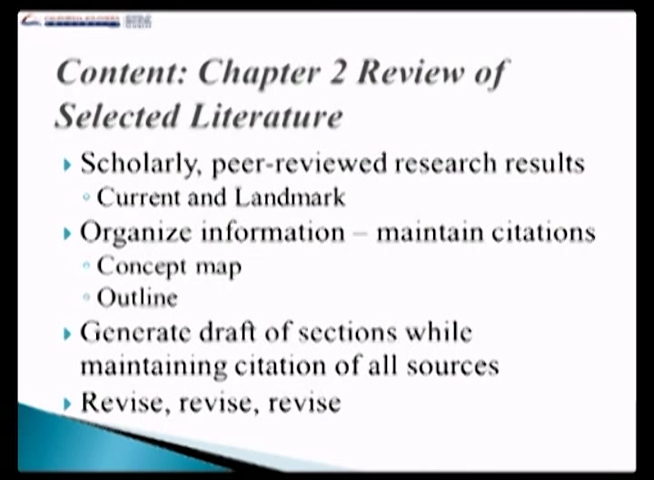 Content: Chapter 2 Review of
Selected Literature
Scholarly, peer-reviewed research results
Current and Landmark
Organize information – maintain citations
Concept map
Outline
Generate draft of sections while
maintaining citation of all sources
Revise, revise, revise